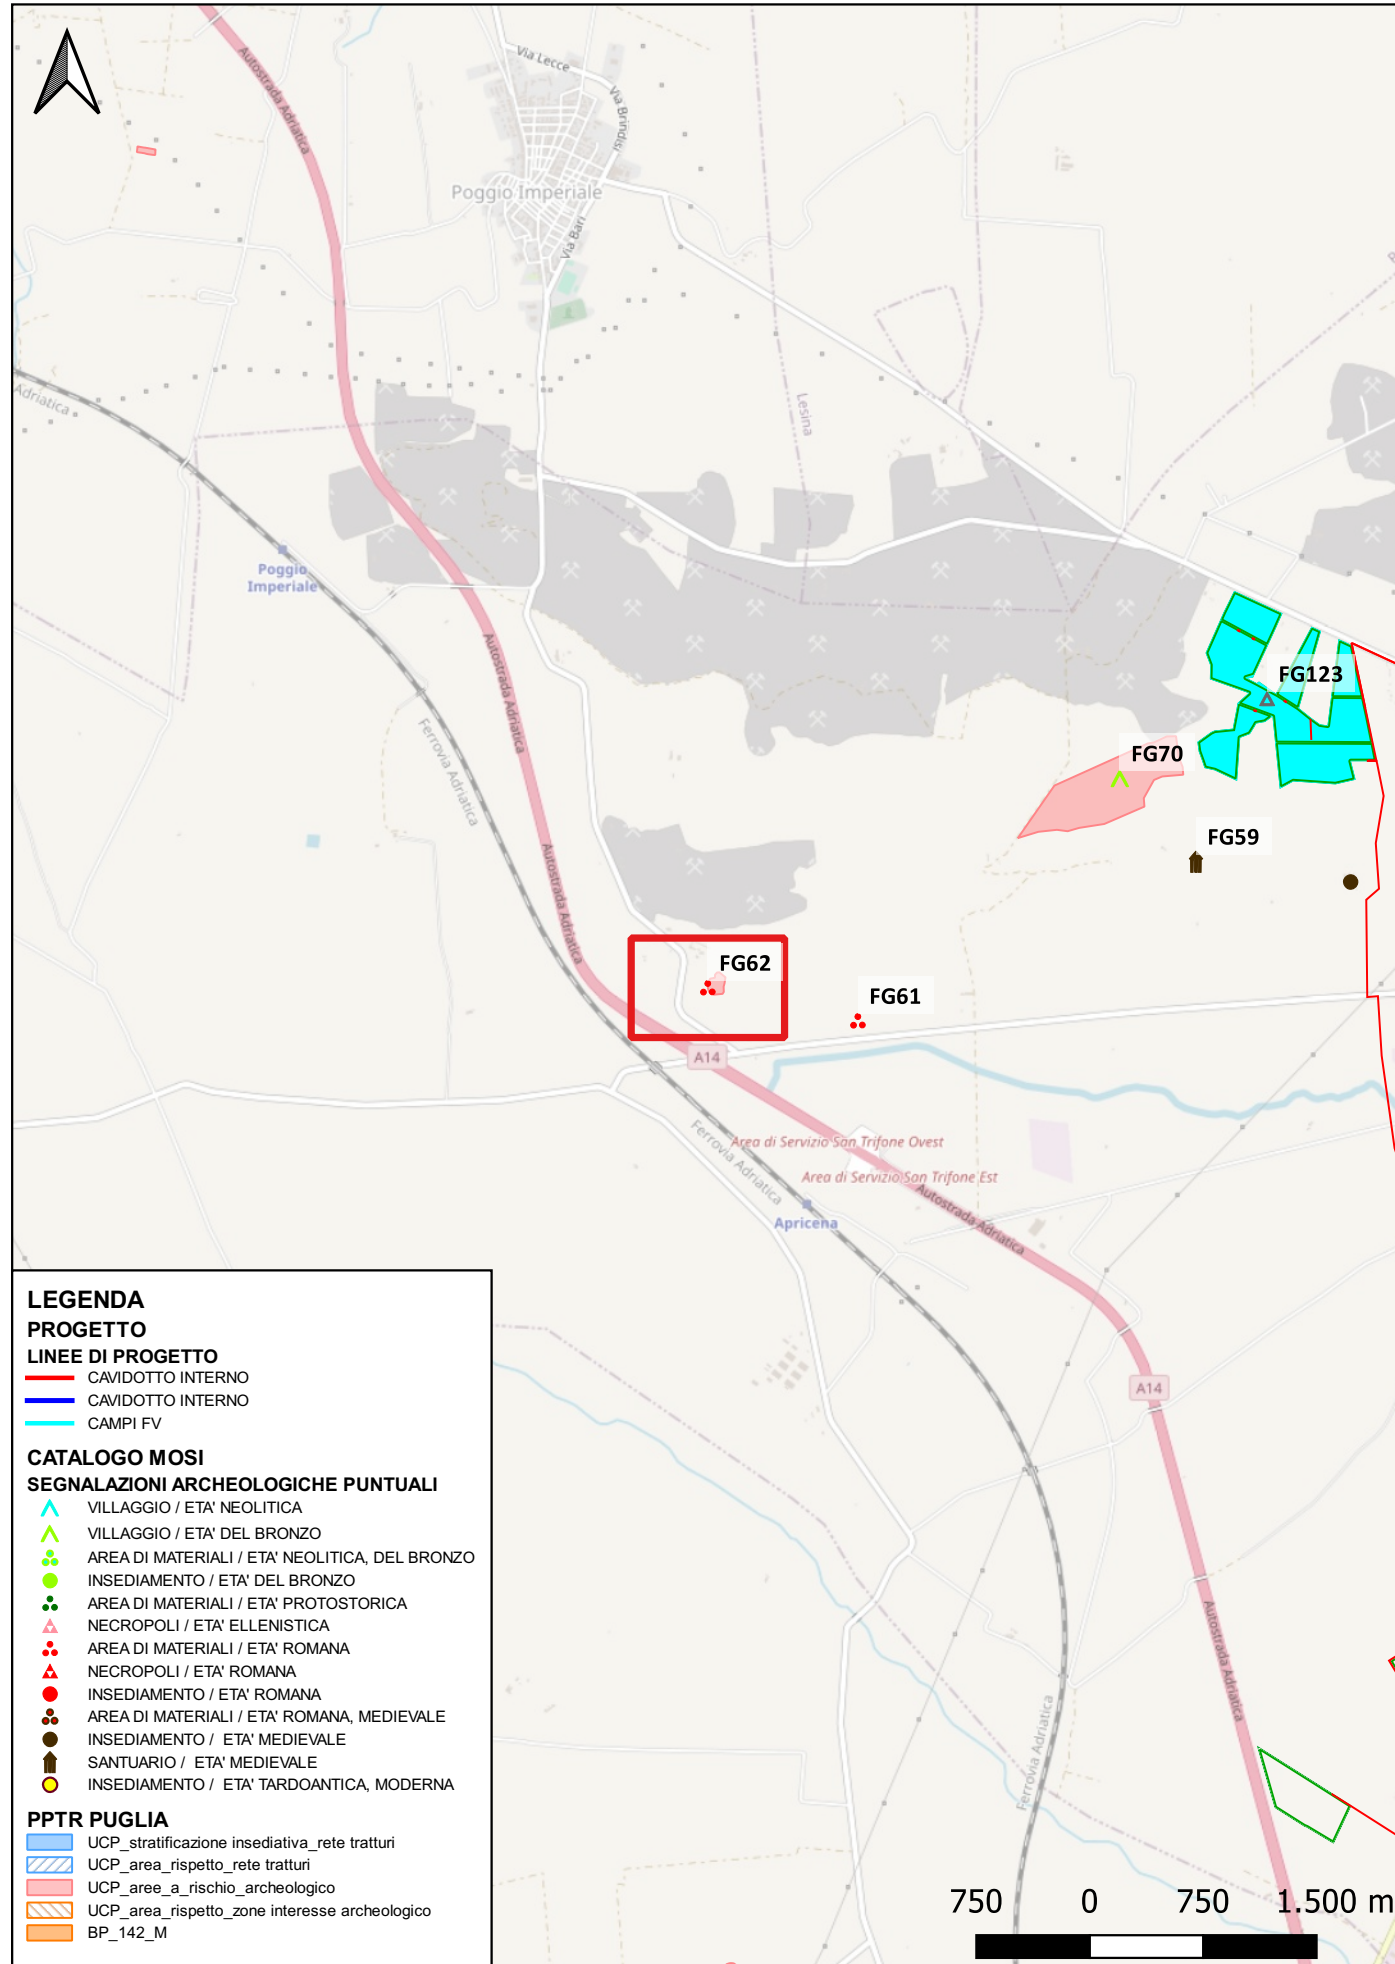 Via Lecce
Via Brindisi
Autostrada Adriatica
Poggio Imperiale
Via Bari
Adriatica
Lesina
Poggio
Imperiale
Autostrada Adriatica
FG123
Ferrovia Adriatica
FG70
FG59
Autostrada Adriatica
FG62
FG61
A14
Ferrovia Adriatica
Area di Servizio San Trifone Ovest
Area di Servizio San Trifone Est
Autostrada Adriatica
Apricena
A14
Autostrada Adriatica
Ferrovia Adriatica
LEGENDA
PROGETTO
LINEE DI PROGETTO
CAVIDOTTO INTERNO
CAVIDOTTO INTERNO
CAMPI FV
CATALOGO MOSI
SEGNALAZIONI ARCHEOLOGICHE PUNTUALI
VILLAGGIO / ETA' NEOLITICA
VILLAGGIO / ETA' DEL BRONZO
AREA DI MATERIALI / ETA' NEOLITICA, DEL BRONZO
INSEDIAMENTO / ETA' DEL BRONZO
AREA DI MATERIALI / ETA' PROTOSTORICA
NECROPOLI / ETA' ELLENISTICA
AREA DI MATERIALI / ETA' ROMANA
NECROPOLI / ETA' ROMANA
INSEDIAMENTO / ETA' ROMANA
AREA DI MATERIALI / ETA' ROMANA, MEDIEVALE
INSEDIAMENTO / ETA' MEDIEVALE
SANTUARIO / ETA' MEDIEVALE
INSEDIAMENTO / ETA' TARDOANTICA, MODERNA
PPTR PUGLIA
UCP_stratificazione insediativa_rete tratturi
UCP_area_rispetto_rete tratturi
UCP_aree_a_rischio_archeologico
UCP_area_rispetto_zone interesse archeologico
BP_142_M
750 0 750 1.500 m